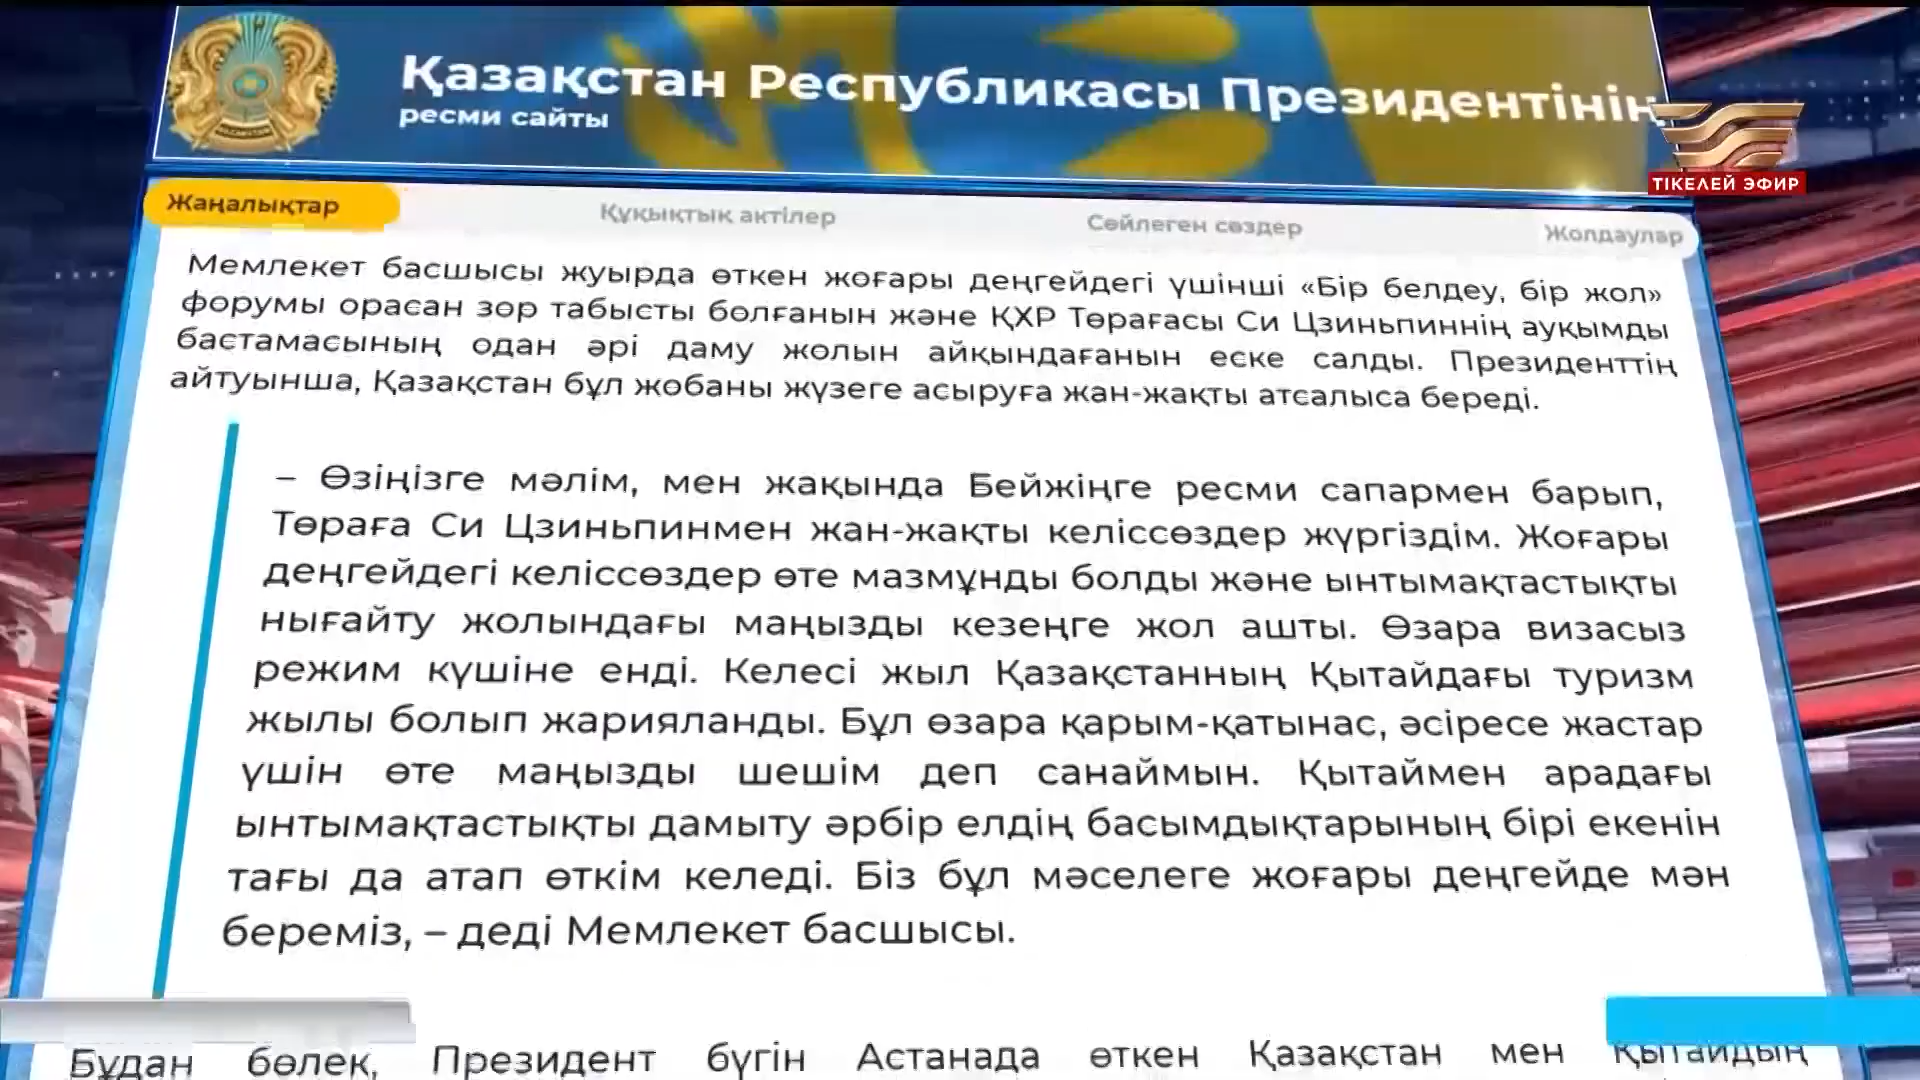 Қазақстан Республикасы Президентінің
ресми сайты
ТІКЕЛЕЙ ЭФИР
Жаңалықтар
Құқықтық актілер
Сөйлеген сөздер
Жолдаулар
Мемлекет басшысы жуырда өткен жоғары деңгейдегі үшінші «Бір белдеу, бір жол»
форумы орасан зор табысты болғанын және ҚХР Төрағасы Си Цзиньпиннің ауқымды
бастамасының одан әрі даму жолын айқындағанын еске салды. Президенттің
айтуынша, Қазақстан бұл жобаны жүзеге асыруға жан-жақты атсалыса береді.
– Өзіңізге мәлім, мен жақында Бейжіңге ресми сапармен барып,
Төраға Си Цзиньпинмен жан-жақты келіссөздер жүргіздім. Жоғары
деңгейдегі келіссөздер өте мазмұнды болды және ынтымақтастықты
нығайту жолындағы маңызды кезеңге жол ашты. Өзара визасыз
режим күшіне енді. Келесі жыл Қазақстанның Қытайдағы туризм
жылы болып жарияланды. Бұл өзара қарым-қатынас, әсіресе жастар
үшін өте маңызды шешім деп санаймын. Қытаймен арадағы
ынтымақтастықты дамыту әрбір елдің басымдықтарының бірі екенін
тағы да атап өткім келеді. Біз бұл мәселеге жоғары деңгейде мән
береміз, – деді Мемлекет басшысы.
Бұдан бөлек, Президент бүгін Астанада өткен Қазақстан мен Қытайдың